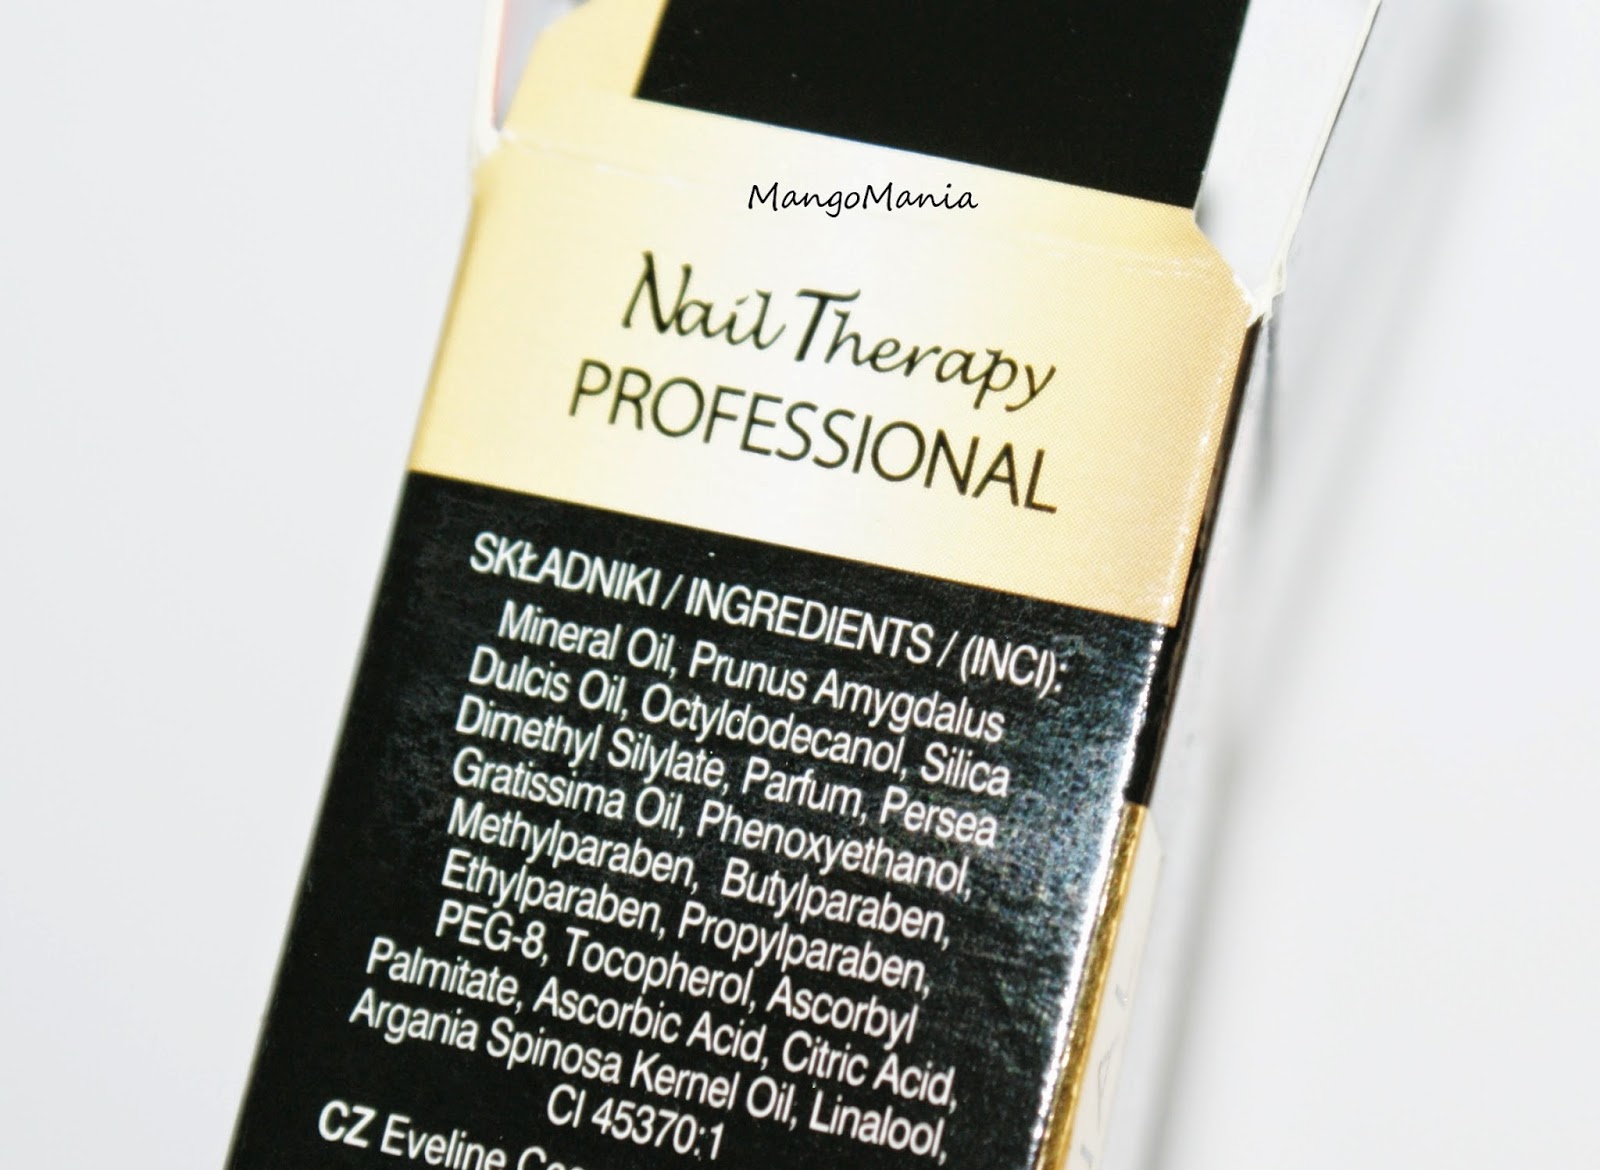 MangoMania
Nail Therapy
PROFESSIONAL
SKŁADNIKI / INGREDIENTS / (INCI):
Mineral Oil, Prunus Amygdalus
Dulcis Oil, Octyldodecanol, Silica
Dimethyl Silylate, Parfum, Persea
Gratissima Oil, Phenoxyethanol,
Methylparaben, Butylparaben,
Ethylparaben, Propylparaben,
PEG-8, Tocopherol, Ascorbyl
Palmitate, Ascorbic Acid, Citric Acid,
Argania Spinosa Kernel Oil, Linalool,
CI 45370:1
CZ Eveline